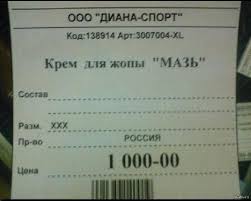 ООО "ДИАНА-СПОРТ"
Код:138914 Арт:3007004-XL
Крем для жопы "МАЗЬ"
Состав
Разм. XXX
Пр-во РОССИЯ
Цена 1 000-00